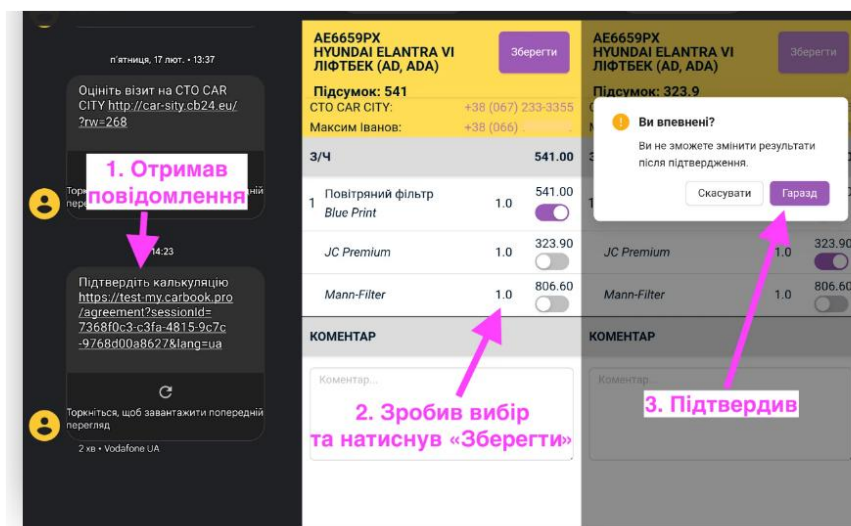 п'ятниця, 17 лют. • 13:37
Оцініть візит на СТО CAR
CITY http://car-sity.cb24.eu/
?rw=268
1. Отримав
повідомлення
14:23
Підтвердіть калькуляцію
https://test-my.carbook.pro
/agreement?sessionId=
7368f0c3-c3fa-4815-9c7c
-9768d00a8627&lang=ua
Торкніться, щоб завантажити попередній
перегляд
2 хв • Vodafone UA
AE6659PX
HYUNDAI ELANTRA VI
ЛІФТБЕК (AD, ADA)
Зберегти
Підсумок: 541
СТО CAR CITY: +38 (067) 233-3355
Максим Іванов: +38 (066)
З/Ч 541.00
1 Повітряний фільтр 1.0 541.00
Blue Print
JC Premium 1.0 323.90
Mann-Filter 1.0 806.60
КОМЕНТАР
Коментар...
2. Зробив вибір
та натиснув «Зберегти»
AE6659PX
HYUNDAI ELANTRA VI
ЛІФТБЕК (AD, ADA)
Зберегти
Підсумок: 323.9
Ви впевнені?
Ви не зможете змінити результати
після підтвердження.
Скасувати Гаразд
JC Premium 1.0 323.90
Mann-Filter 1.0 806.60
КОМЕНТАР
Коментар...
3. Підтвердив